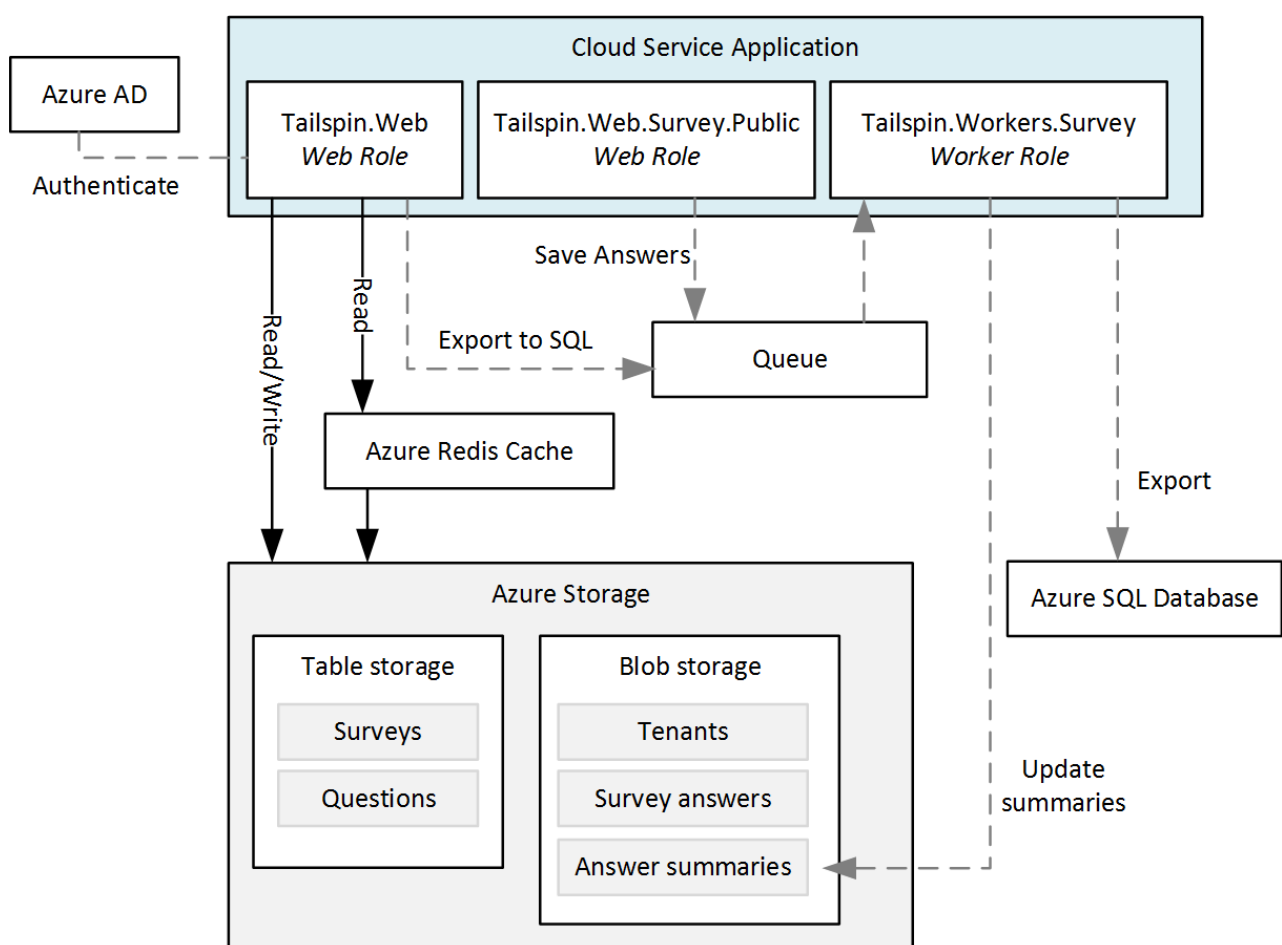 Cloud Service Application
Azure AD
Tailspin.Web
Web Role
Tailspin.Web.Survey.Public
Web Role
Tailspin.Workers.Survey
Worker Role
Authenticate
Save Answers
Read
Read/Write
Export to SQL
Queue
Azure Redis Cache
Export
Azure Storage
Azure SQL Database
Table storage
Surveys
Questions
Blob storage
Tenants
Survey answers
Answer summaries
Update
summaries